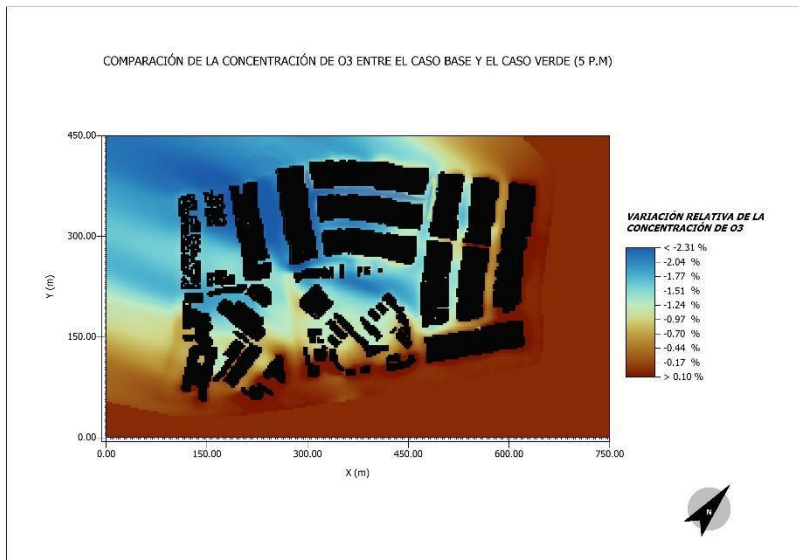 COMPARACIÓN DE LA CONCENTRACIÓN DE O3 ENTRE EL CASO BASE Y EL CASO VERDE (5 P.M)
450.00
300.00
150.00
0.00
Y (m)
0.00 150.00 300.00 450.00 600.00 750.00
X (m)
VARIACIÓN RELATIVA DE LA
CONCENTRACIÓN DE O3
< -2.31 %
-2.04 %
-1.77 %
-1.51 %
-1.24 %
-0.97 %
-0.70 %
-0.44 %
-0.17 %
> 0.10 %
N